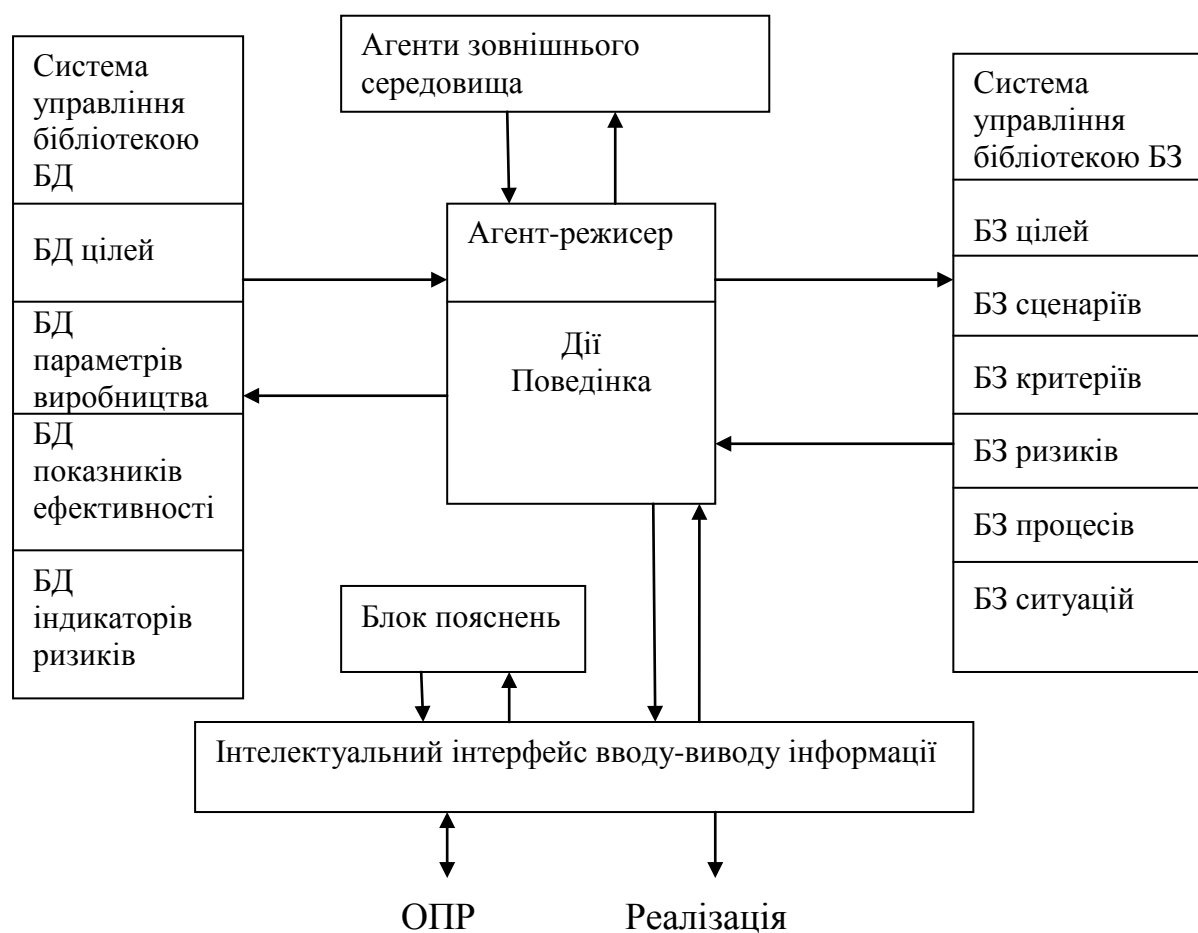 Система
управління
бібліотекою
БД
БД цілей
БД
параметрів
виробництва
БД
показників
ефективності
БД
індикаторів
ризиків
Агенти зовнішнього
середовища
Агент-режисер
Дії
Поведінка
Блок пояснень
Інтелектуальний інтерфейс вводу-виводу інформації
ОПР
Реалізація
Система
управління
бібліотекою БЗ
БЗ цілей
БЗ сценаріїв
БЗ критеріїв
БЗ ризиків
БЗ процесів
БЗ ситуацій